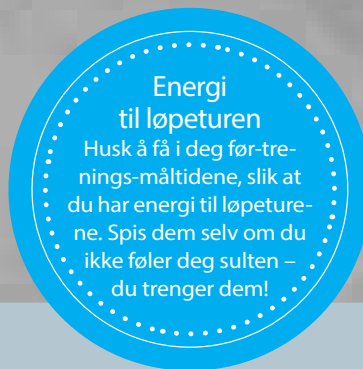 Energi
til løpeturen
Husk å få i deg før-tre-
nings-måltidene, slik at
du har energi til løpeture-
ne. Spis dem selv om du
ikke føler deg sulten –
du trenger dem!